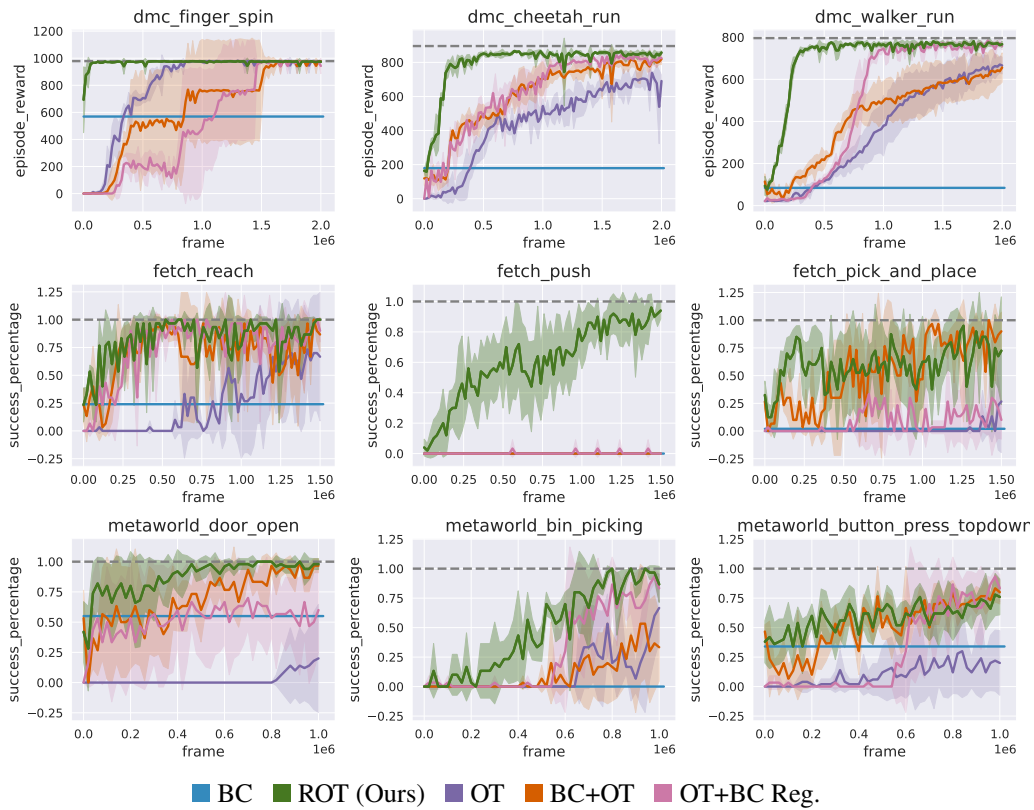 dmc_finger_spin
1200
1000
800
600
400
200
0
episode_reward
0.0 0.5 1.0 1.5 2.0
frame 1e6
dmc_cheetah_run
800
600
400
200
0
episode_reward
0.0 0.5 1.0 1.5 2.0
frame 1e6
dmc_walker_run
800
600
400
200
0
episode_reward
0.0 0.5 1.0 1.5 2.0
frame 1e6
fetch_reach
1.25
1.00
0.75
0.50
0.25
0.00
−0.25
success_percentage
0.00 0.25 0.50 0.75 1.00 1.25 1.50
frame 1e6
fetch_push
1.0
0.8
0.6
0.4
0.2
0.0
success_percentage
0.00 0.25 0.50 0.75 1.00 1.25 1.50
frame 1e6
fetch_pick_and_place
1.25
1.00
0.75
0.50
0.25
0.00
−0.25
success_percentage
0.00 0.25 0.50 0.75 1.00 1.25 1.50
frame 1e6
metaworld_door_open
1.00
0.75
0.50
0.25
0.00
−0.25
success_percentage
0.0 0.2 0.4 0.6 0.8 1.0
frame 1e6
metaworld_bin_picking
1.25
1.00
0.75
0.50
0.25
0.00
−0.25
success_percentage
0.0 0.2 0.4 0.6 0.8 1.0
frame 1e6
metaworld_button_press_topdown
1.25
1.00
0.75
0.50
0.25
0.00
−0.25
success_percentage
0.0 0.2 0.4 0.6 0.8 1.0
frame 1e6
BC ROT (Ours) OT BC+OT OT+BC Reg.